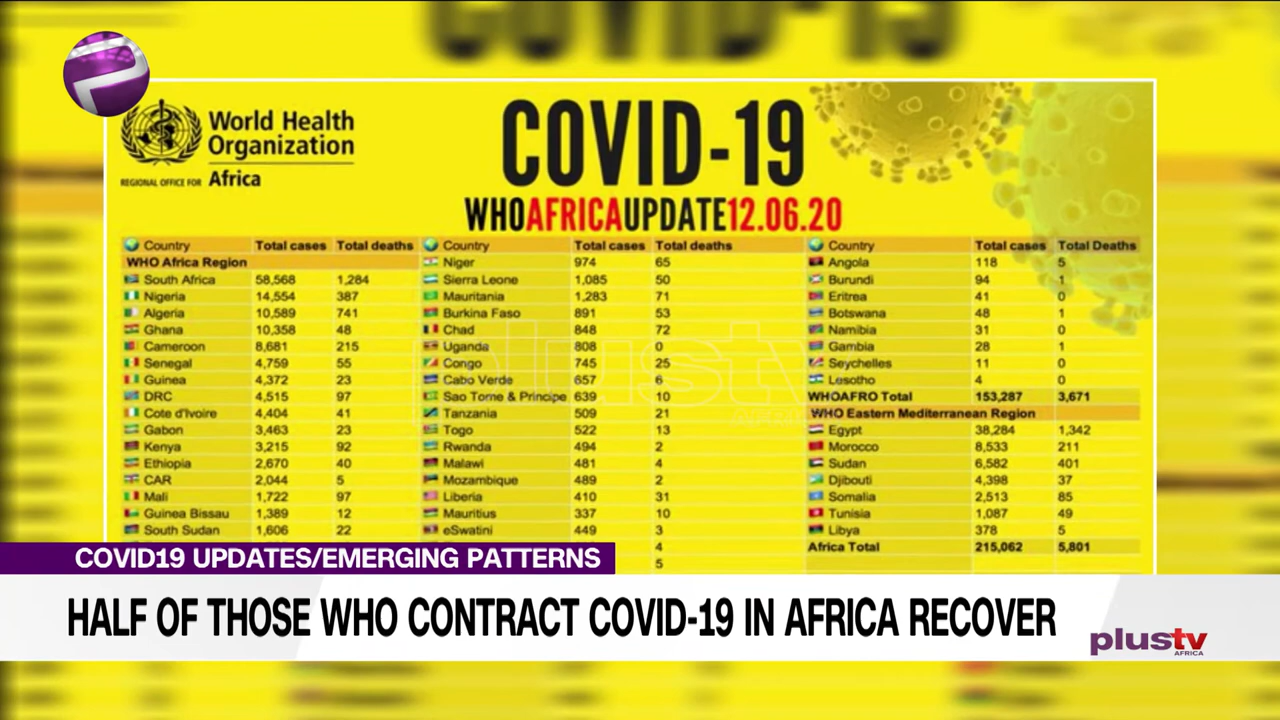 COVID-19
World Health
Organization
REGIONAL OFFICE FOR Africa
COVID-19
WHOAFRICAUPDATE12.06.20
Country Total cases Total deaths
WHO Africa Region
South Africa 58,568 1,284
Nigeria 14,554 387
Algeria 10,589 741
Ghana 10,358 48
Cameroon 8,681 215
Senegal 4,759 55
Guinea 4,372 23
DRC 4,515 97
Cote d'Ivoire 4,404 41
Gabon 3,463 23
Kenya 3,215 92
Ethiopia 2,670 40
CAR 2,044 5
Mali 1,722 97
Guinea Bissau 1,389 12
South Sudan 1,606 22
Country Total cases Total deaths
Niger 974 65
Sierra Leone 1,085 50
Mauritania 1,283 71
Burkina Faso 891 53
Chad 848 72
Uganda 808 0
Congo 745 25
Cabo Verde 657 6
Sao Tome & Principe 639 10
Tanzania 509 21
Togo 522 13
Rwanda 494 2
Malawi 481 4
Mozambique 489 2
Liberia 410 31
Mauritius 337 10
eSwatini 449 3
4
5
Country Total cases Total Deaths
Angola 118 5
Burundi 94 1
Eritrea 41 0
Botswana 48 1
Namibia 31 0
Gambia 28 1
Seychelles 11 0
Lesotho 4 0
WHOAFRO Total 153,287 3,671
WHO Eastern Mediterranean Region
Egypt 38,284 1,342
Morocco 8,533 211
Sudan 6,582 401
Djibouti 4,398 37
Somalia 2,513 85
Tunisia 1,087 49
Libya 378 5
Africa Total 215,062 5,801
plustv
COVID19 UPDATES/EMERGING PATTERNS
HALF OF THOSE WHO CONTRACT COVID-19 IN AFRICA RECOVER
plustv
AFRICA